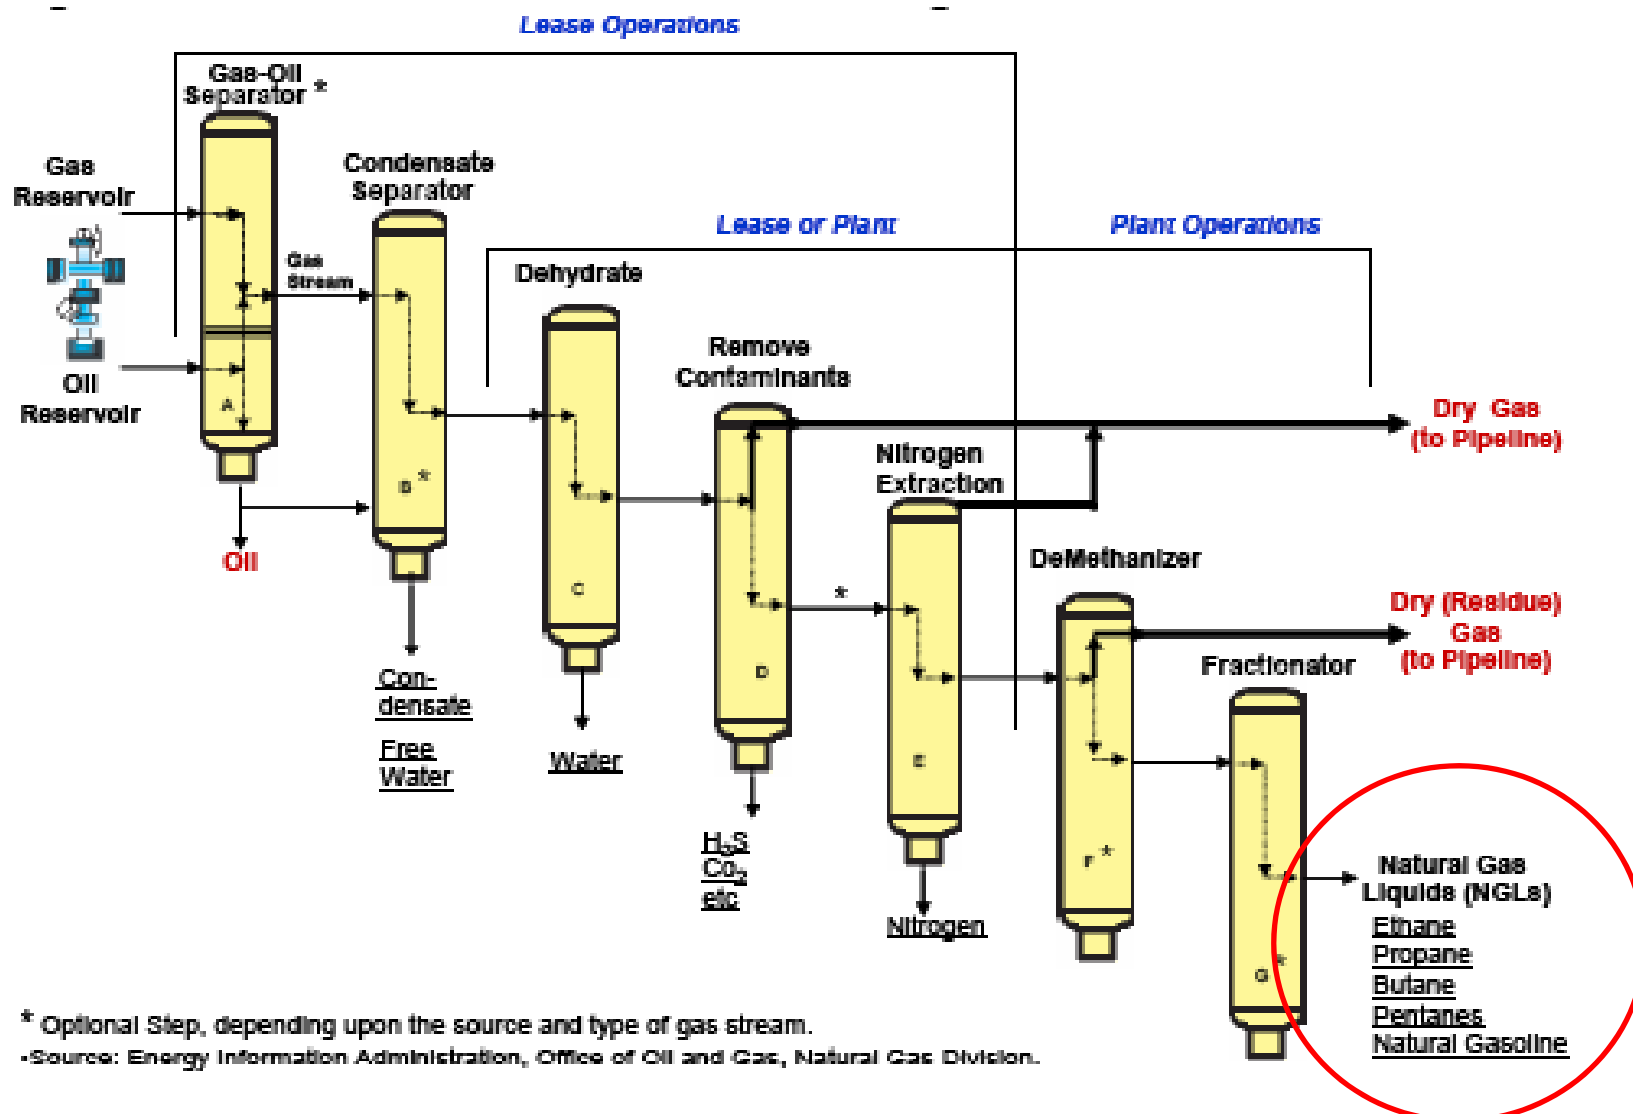 Lease Operations
Gas-Oil
Separator *
Gas
Reservoir
Condensate
Separator
Lease or Plant
Plant Operations
Gas
Stream
Dehydrate
Remove
Contaminants
Oil
Reservoir
A
Dry Gas
(to Pipeline)
Nitrogen
Extraction
B *
Oil
DeMethanizer
C
*
Dry (Residue)
Gas
(to Pipeline)
Fractionator
D
Con-
densate
Free
Water
Water
E
H2S
Co2
etc
F *
Nitrogen
Natural Gas
Liquids (NGLs)
Ethane
Propane
Butane
Pentanes
Natural Gasoline
G *
* Optional Step, depending upon the source and type of gas stream.
-Source: Energy Information Administration, Office of Oil and Gas, Natural Gas Division.